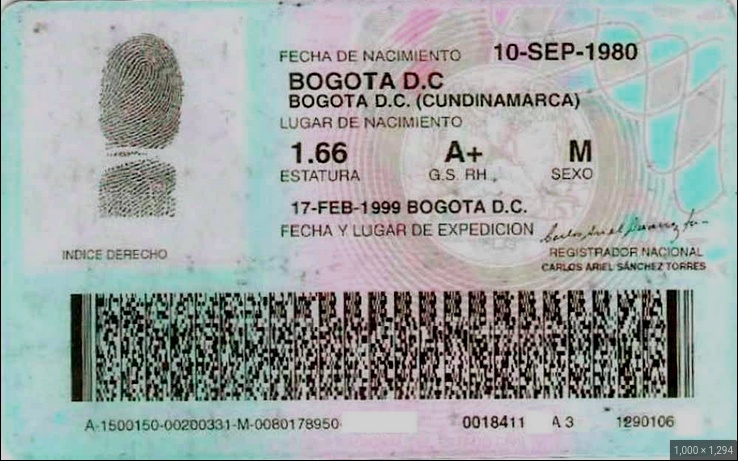 FECHA DE NACIMIENTO 10-SEP-1980
BOGOTA D.C
BOGOTA D.C. (CUNDINAMARCA)
LUGAR DE NACIMIENTO
1.66 A+ M
ESTATURA G.S. RH SEXO
17-FEB-1999 BOGOTA D.C.
FECHA Y LUGAR DE EXPEDICION
INDICE DERECHO
REGISTRADOR NACIONAL
CARLOS ARIEL SÁNCHEZ TORRES
A-1500150-00200331-M-0080178950- 0018411 A 3 1290106
1,000 × 1,294